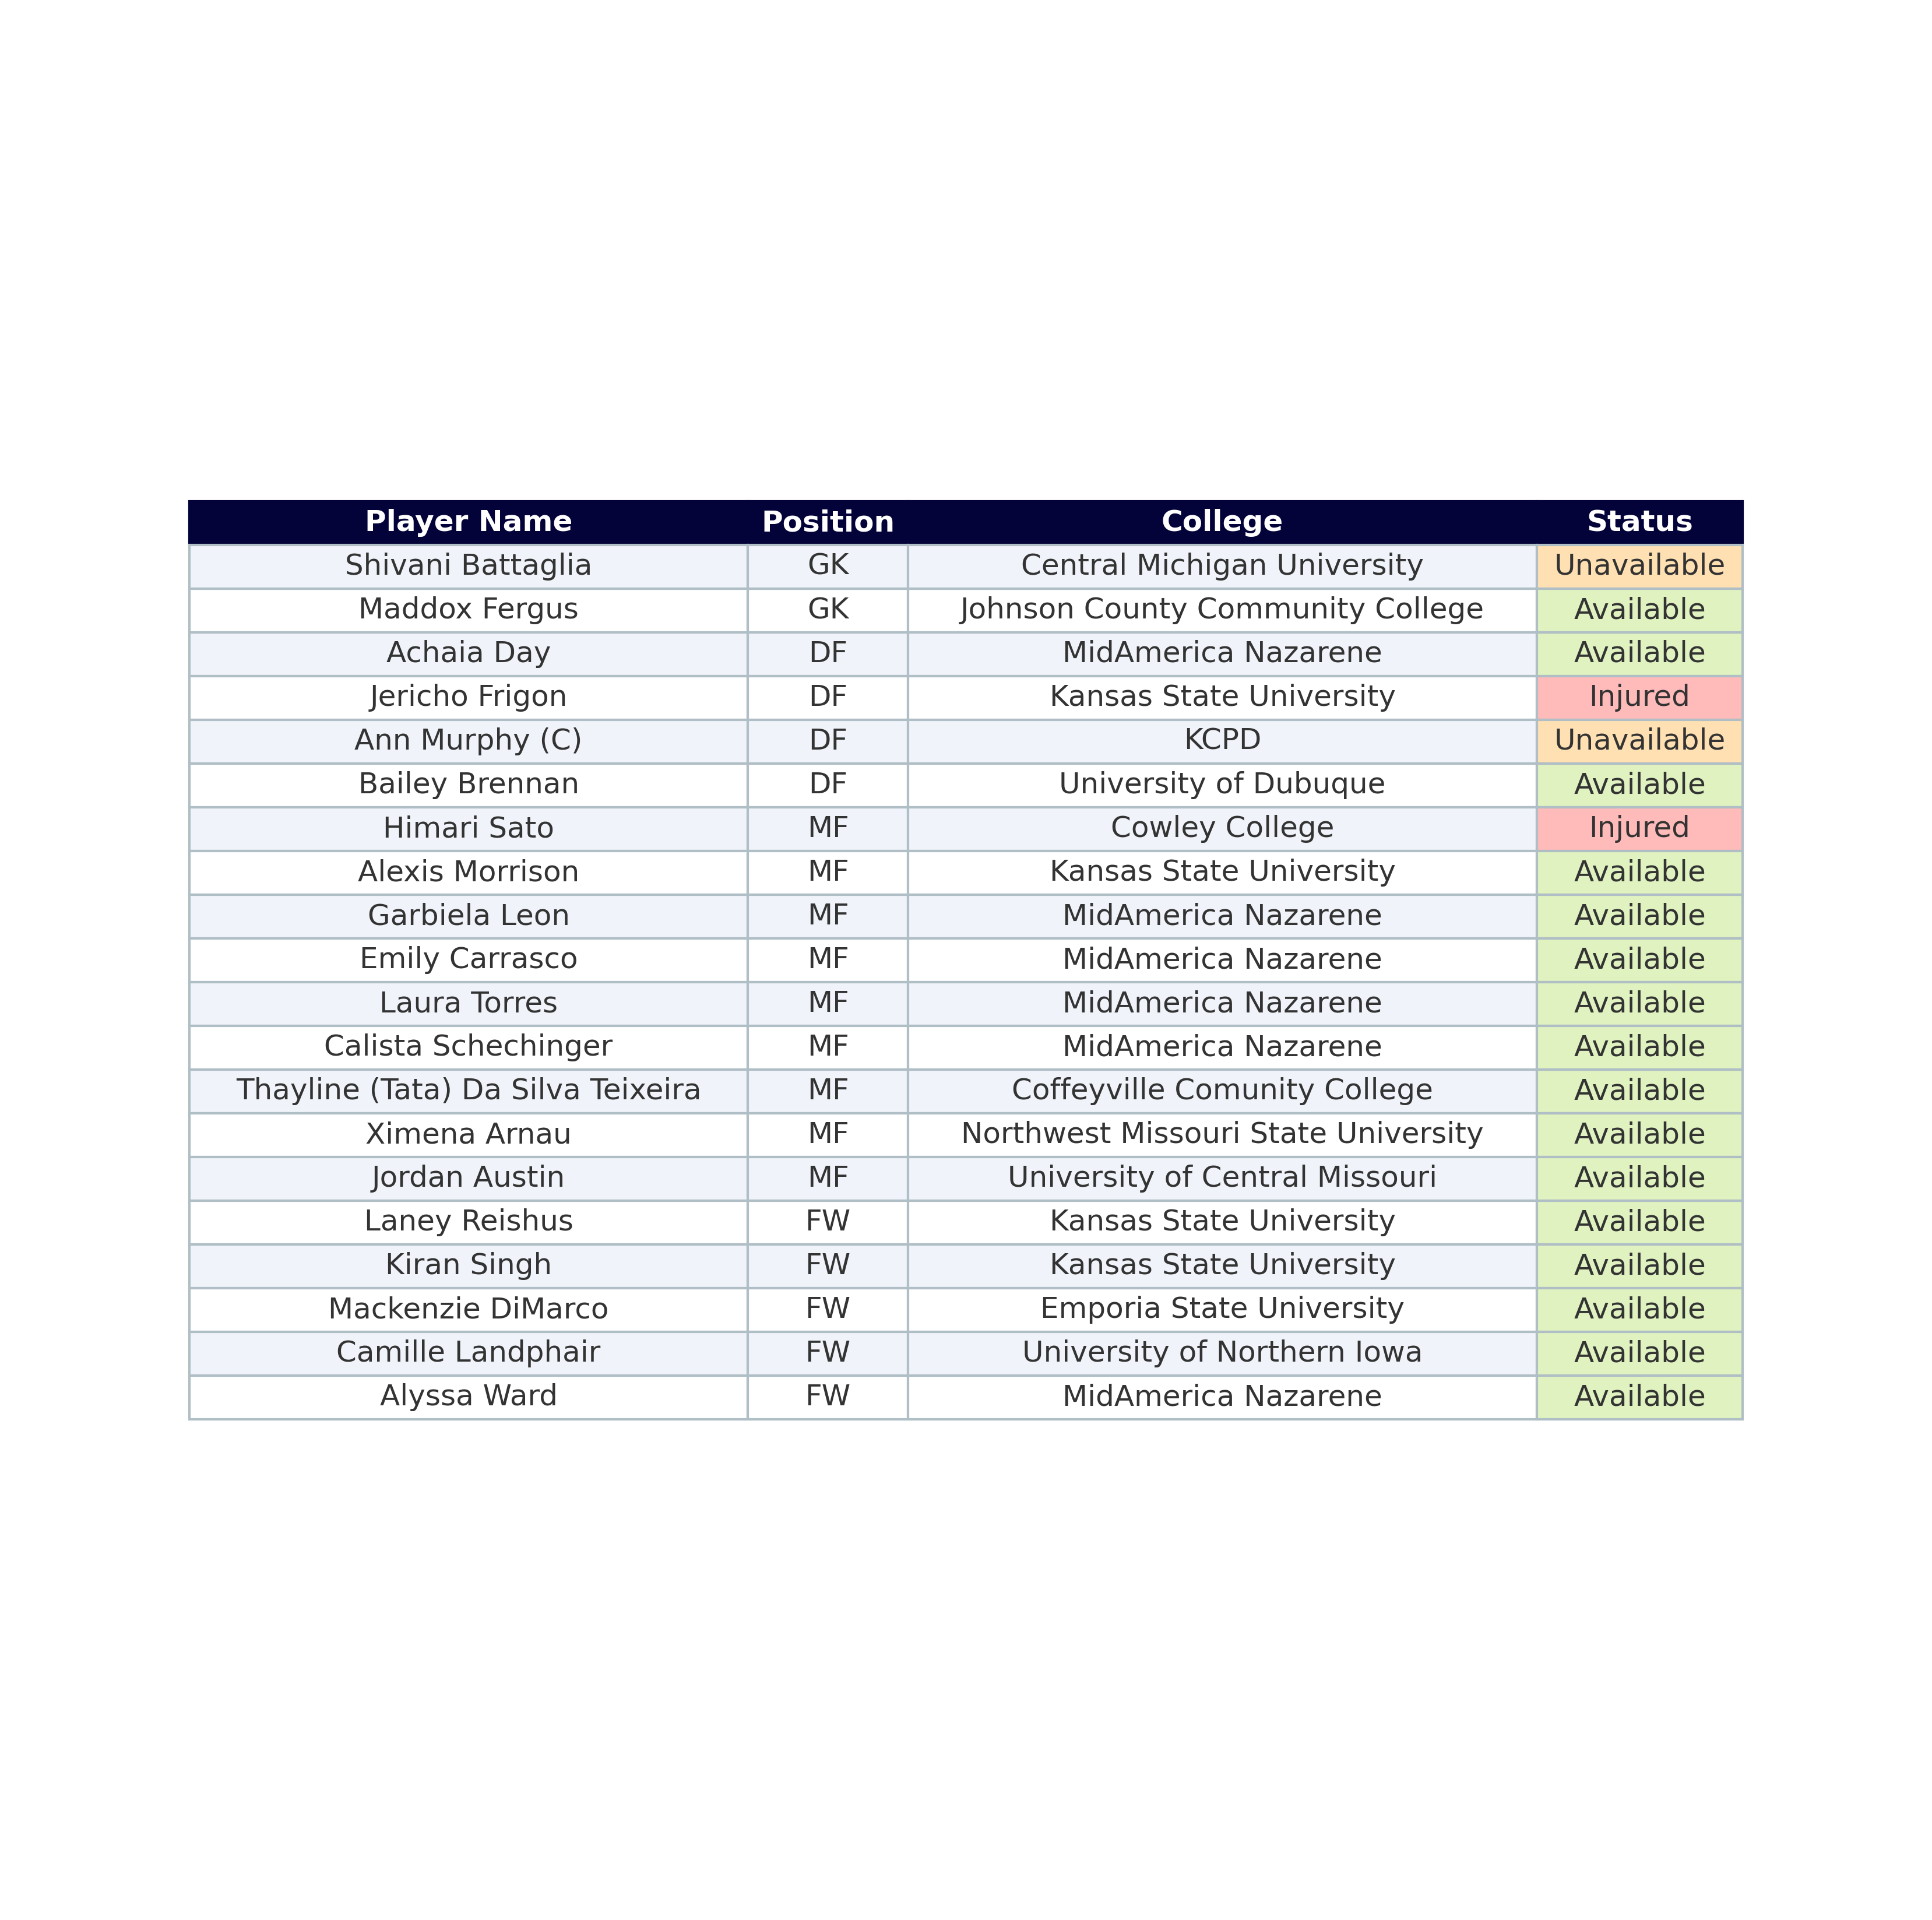 Player Name Position College Status
Shivani Battaglia GK Central Michigan University Unavailable
Maddox Fergus GK Johnson County Community College Available
Achaia Day DF MidAmerica Nazarene Available
Jericho Frigon DF Kansas State University Injured
Ann Murphy (C) DF KCPD Unavailable
Bailey Brennan DF University of Dubuque Available
Himari Sato MF Cowley College Injured
Alexis Morrison MF Kansas State University Available
Garbiela Leon MF MidAmerica Nazarene Available
Emily Carrasco MF MidAmerica Nazarene Available
Laura Torres MF MidAmerica Nazarene Available
Calista Schechinger MF MidAmerica Nazarene Available
Thayline (Tata) Da Silva Teixeira MF Coffeyville Comunity College Available
Ximena Arnau MF Northwest Missouri State University Available
Jordan Austin MF University of Central Missouri Available
Laney Reishus FW Kansas State University Available
Kiran Singh FW Kansas State University Available
Mackenzie DiMarco FW Emporia State University Available
Camille Landphair FW University of Northern Iowa Available
Alyssa Ward FW MidAmerica Nazarene Available